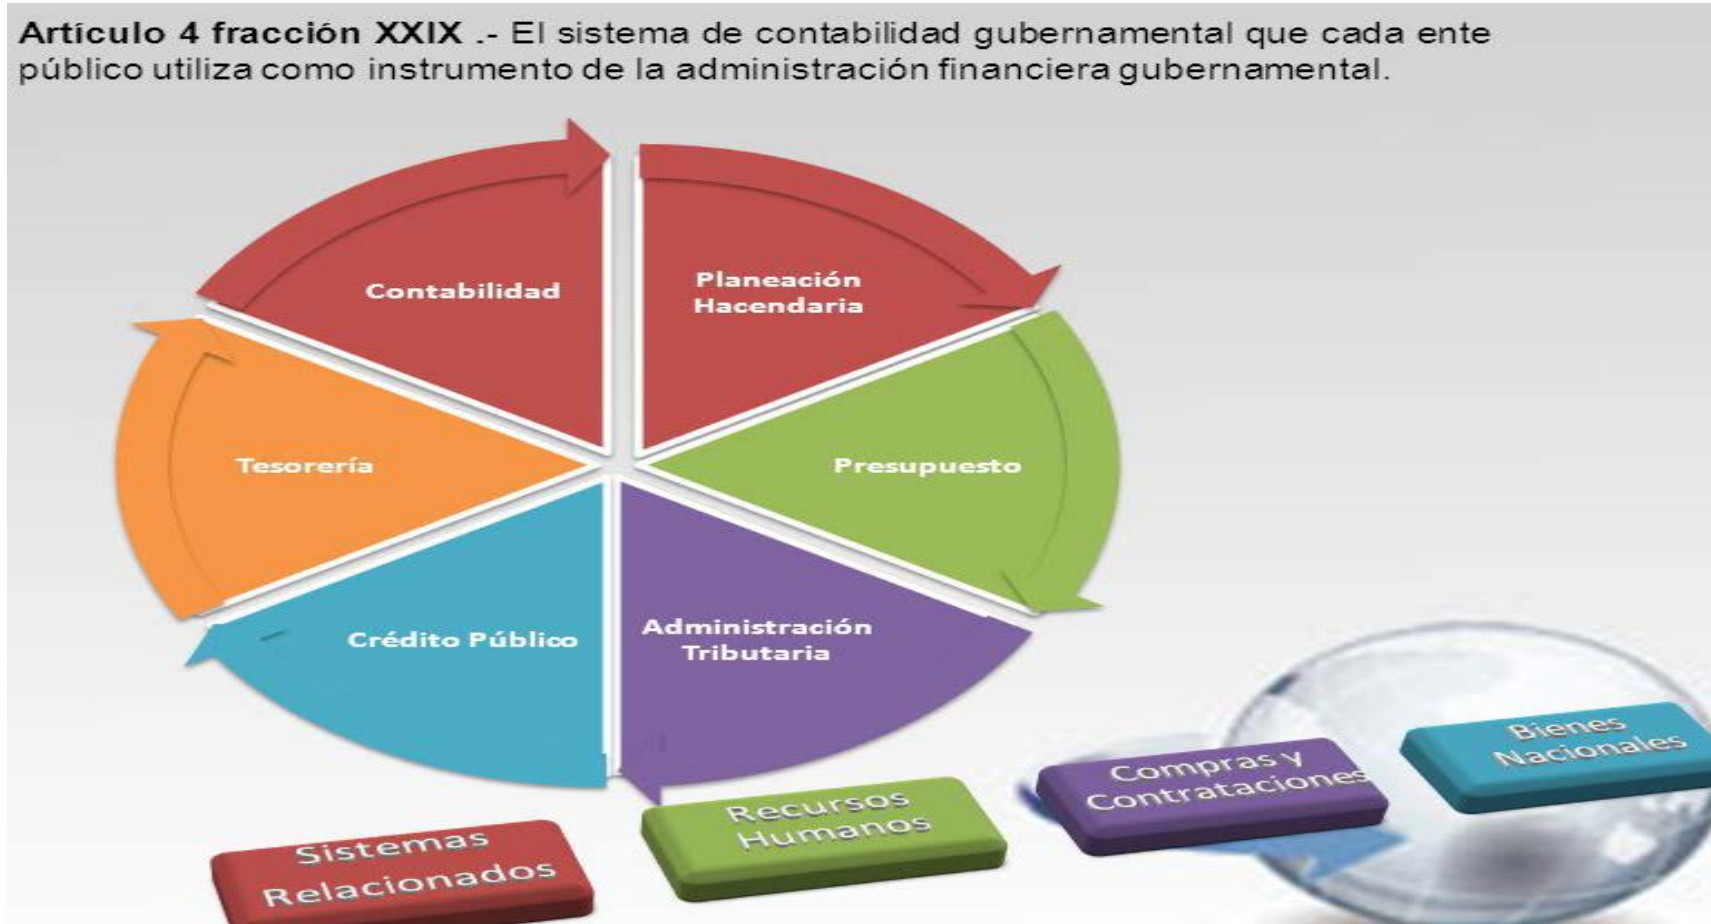 Artículo 4 fracción XXIX .- El sistema de contabilidad gubernamental que cada ente
público utiliza como instrumento de la administración financiera gubernamental.
Contabilidad
Planeación
Hacendaria
Tesorería
Presupuesto
Crédito Público
Administración
Tributaria
Sistemas
Relacionados
Recursos
Humanos
Compras y
Contrataciones
Bienes
Nacionales